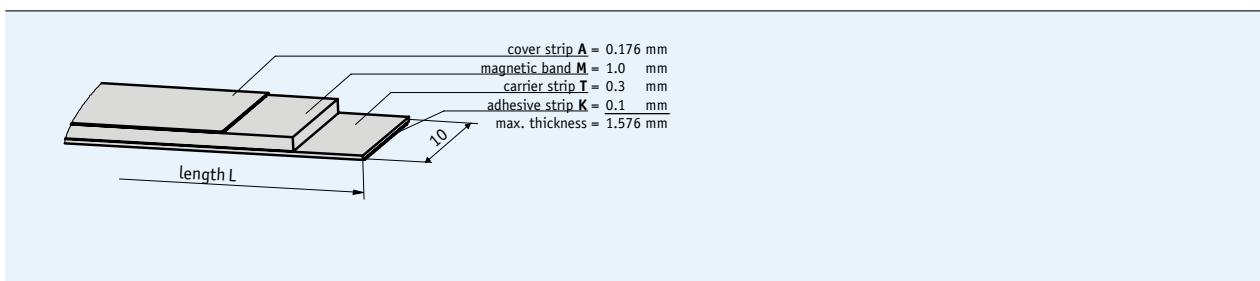 cover strip A = 0.176 mm
magnetic band M = 1.0 mm
carrier strip T = 0.3 mm
adhesive strip K = 0.1 mm
max. thickness = 1.576 mm
10
length L